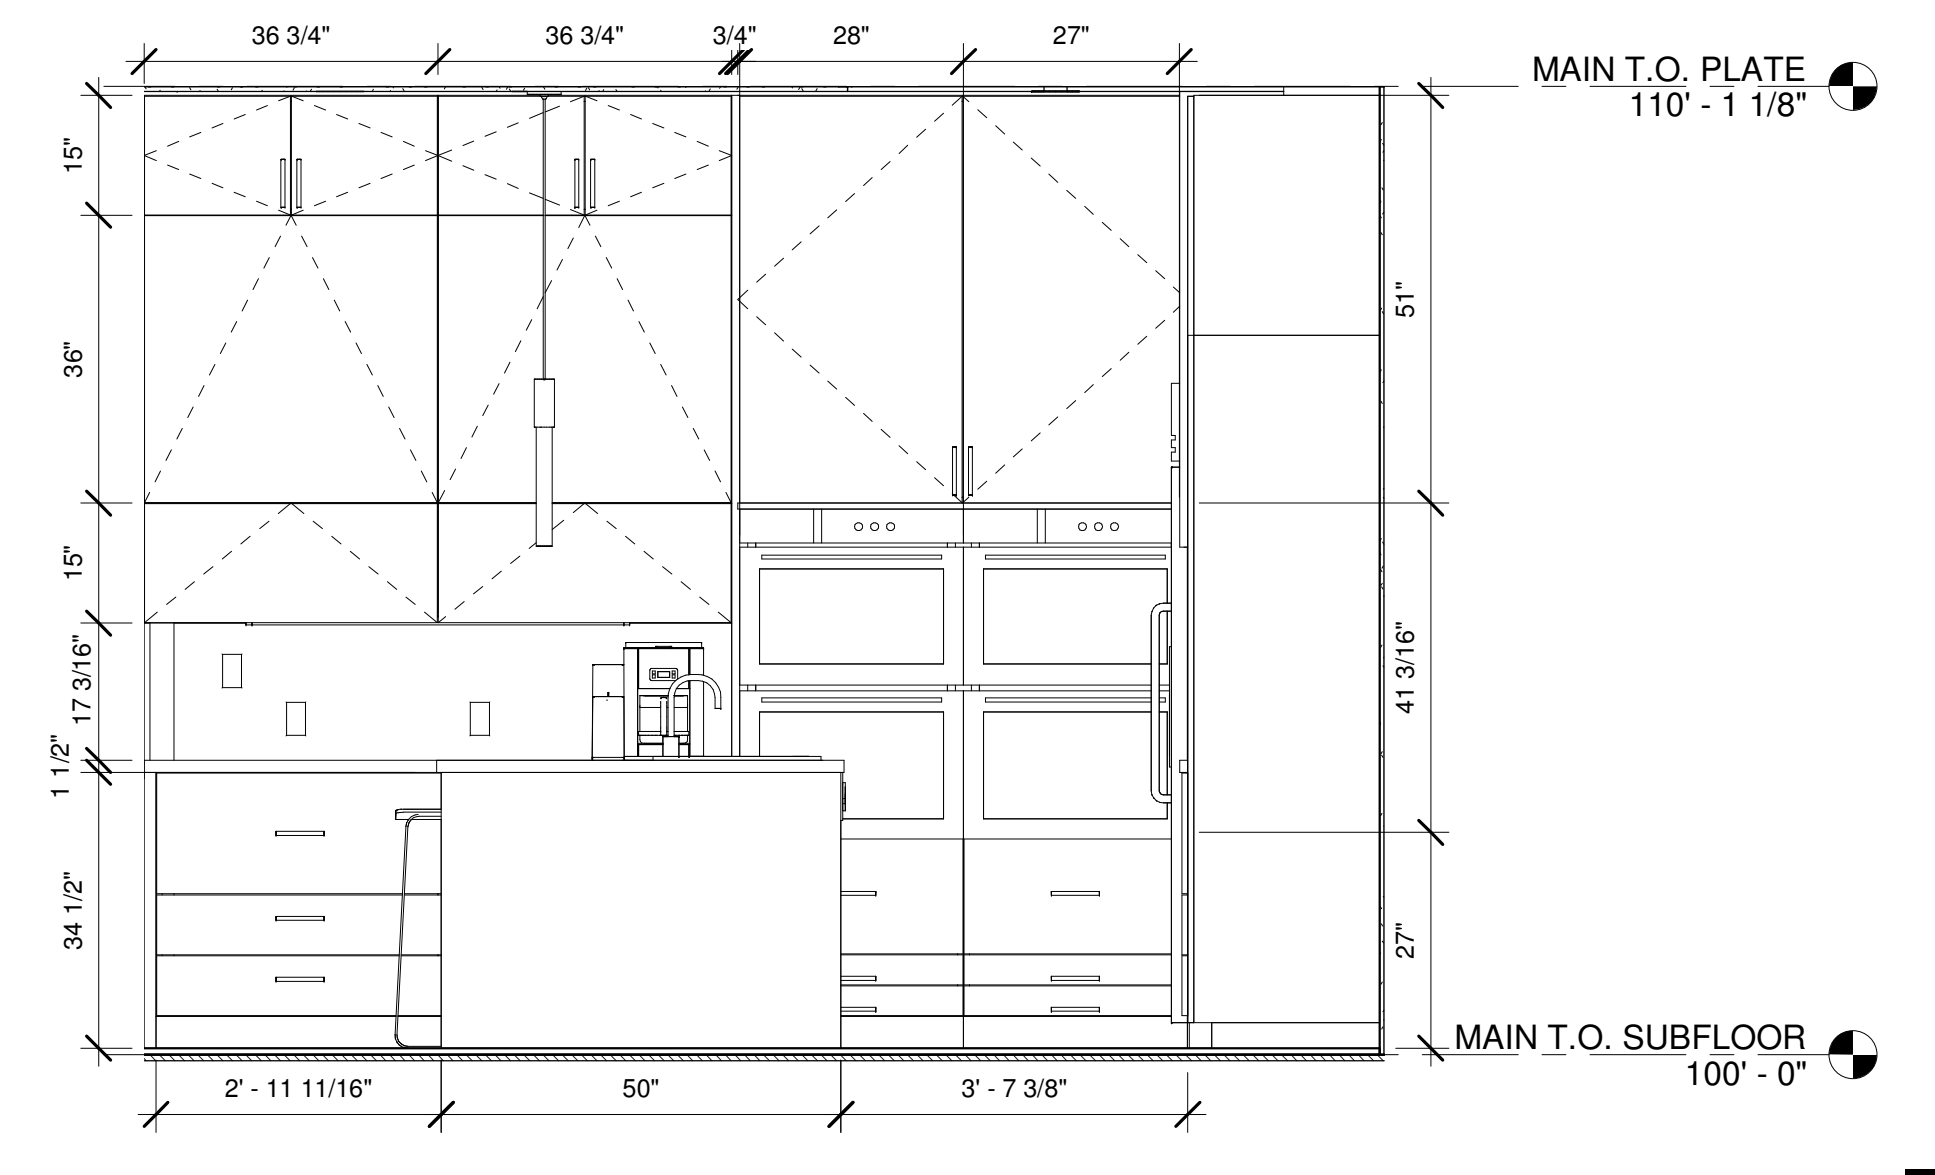 36 3/4"
36 3/4"
3/4"
28"
27"
MAIN T.O. PLATE
110' - 1 1/8"
15"
36"
15"
17 3/16"
1 1/2"
34 1/2"
51"
41 3/16"
27"
MAIN T.O. SUBFLOOR
100' - 0"
2' - 11 11/16"
50"
3' - 7 3/8"